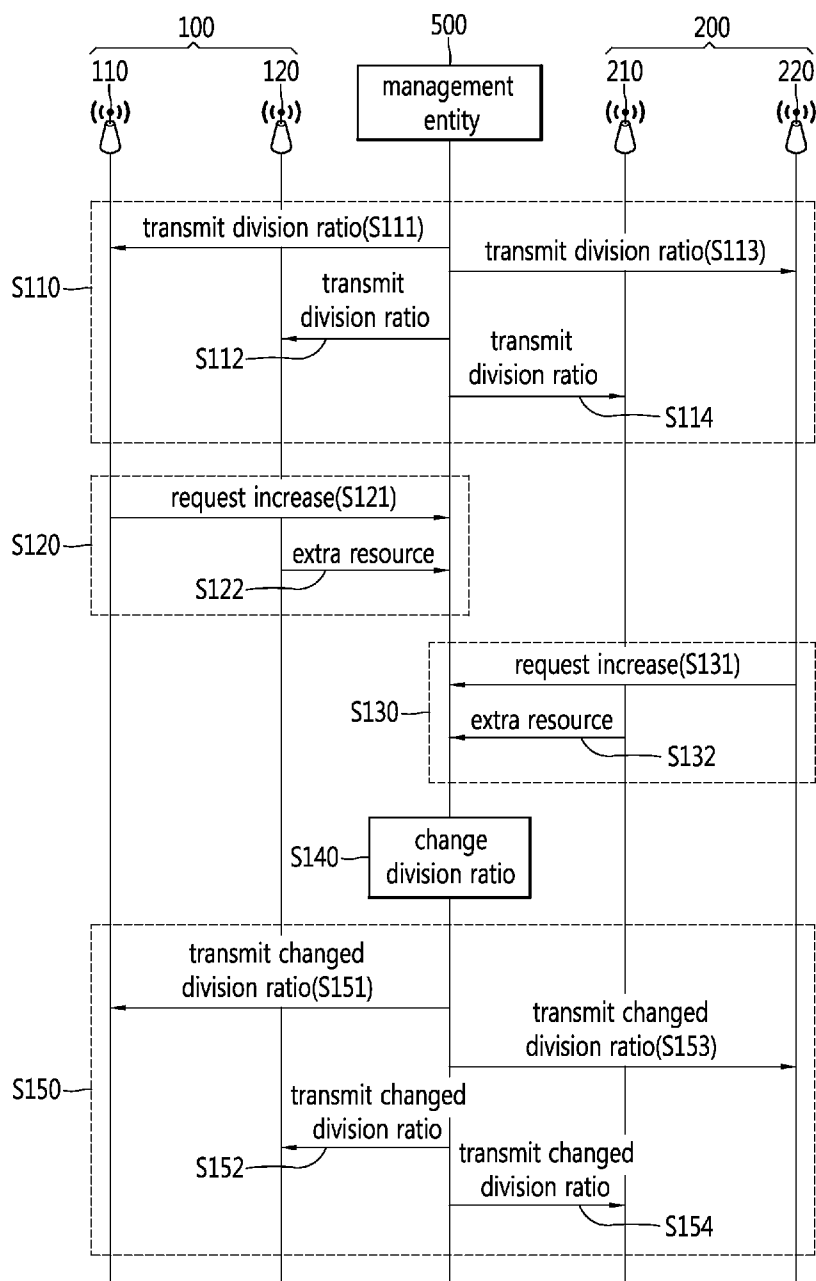 100
500
200
110
120
210
220
management
entity
transmit division ratio(S111)
transmit division ratio(S113)
S110
transmit
division ratio
S112
transmit
division ratio
S114
request increase(S121)
S120
extra resource
S122
request increase(S131)
S130
extra resource
S132
S140
change
division ratio
transmit changed
division ratio(S151)
transmit changed
division ratio(S153)
S150
transmit changed
division ratio
S152
transmit changed
division ratio
S154